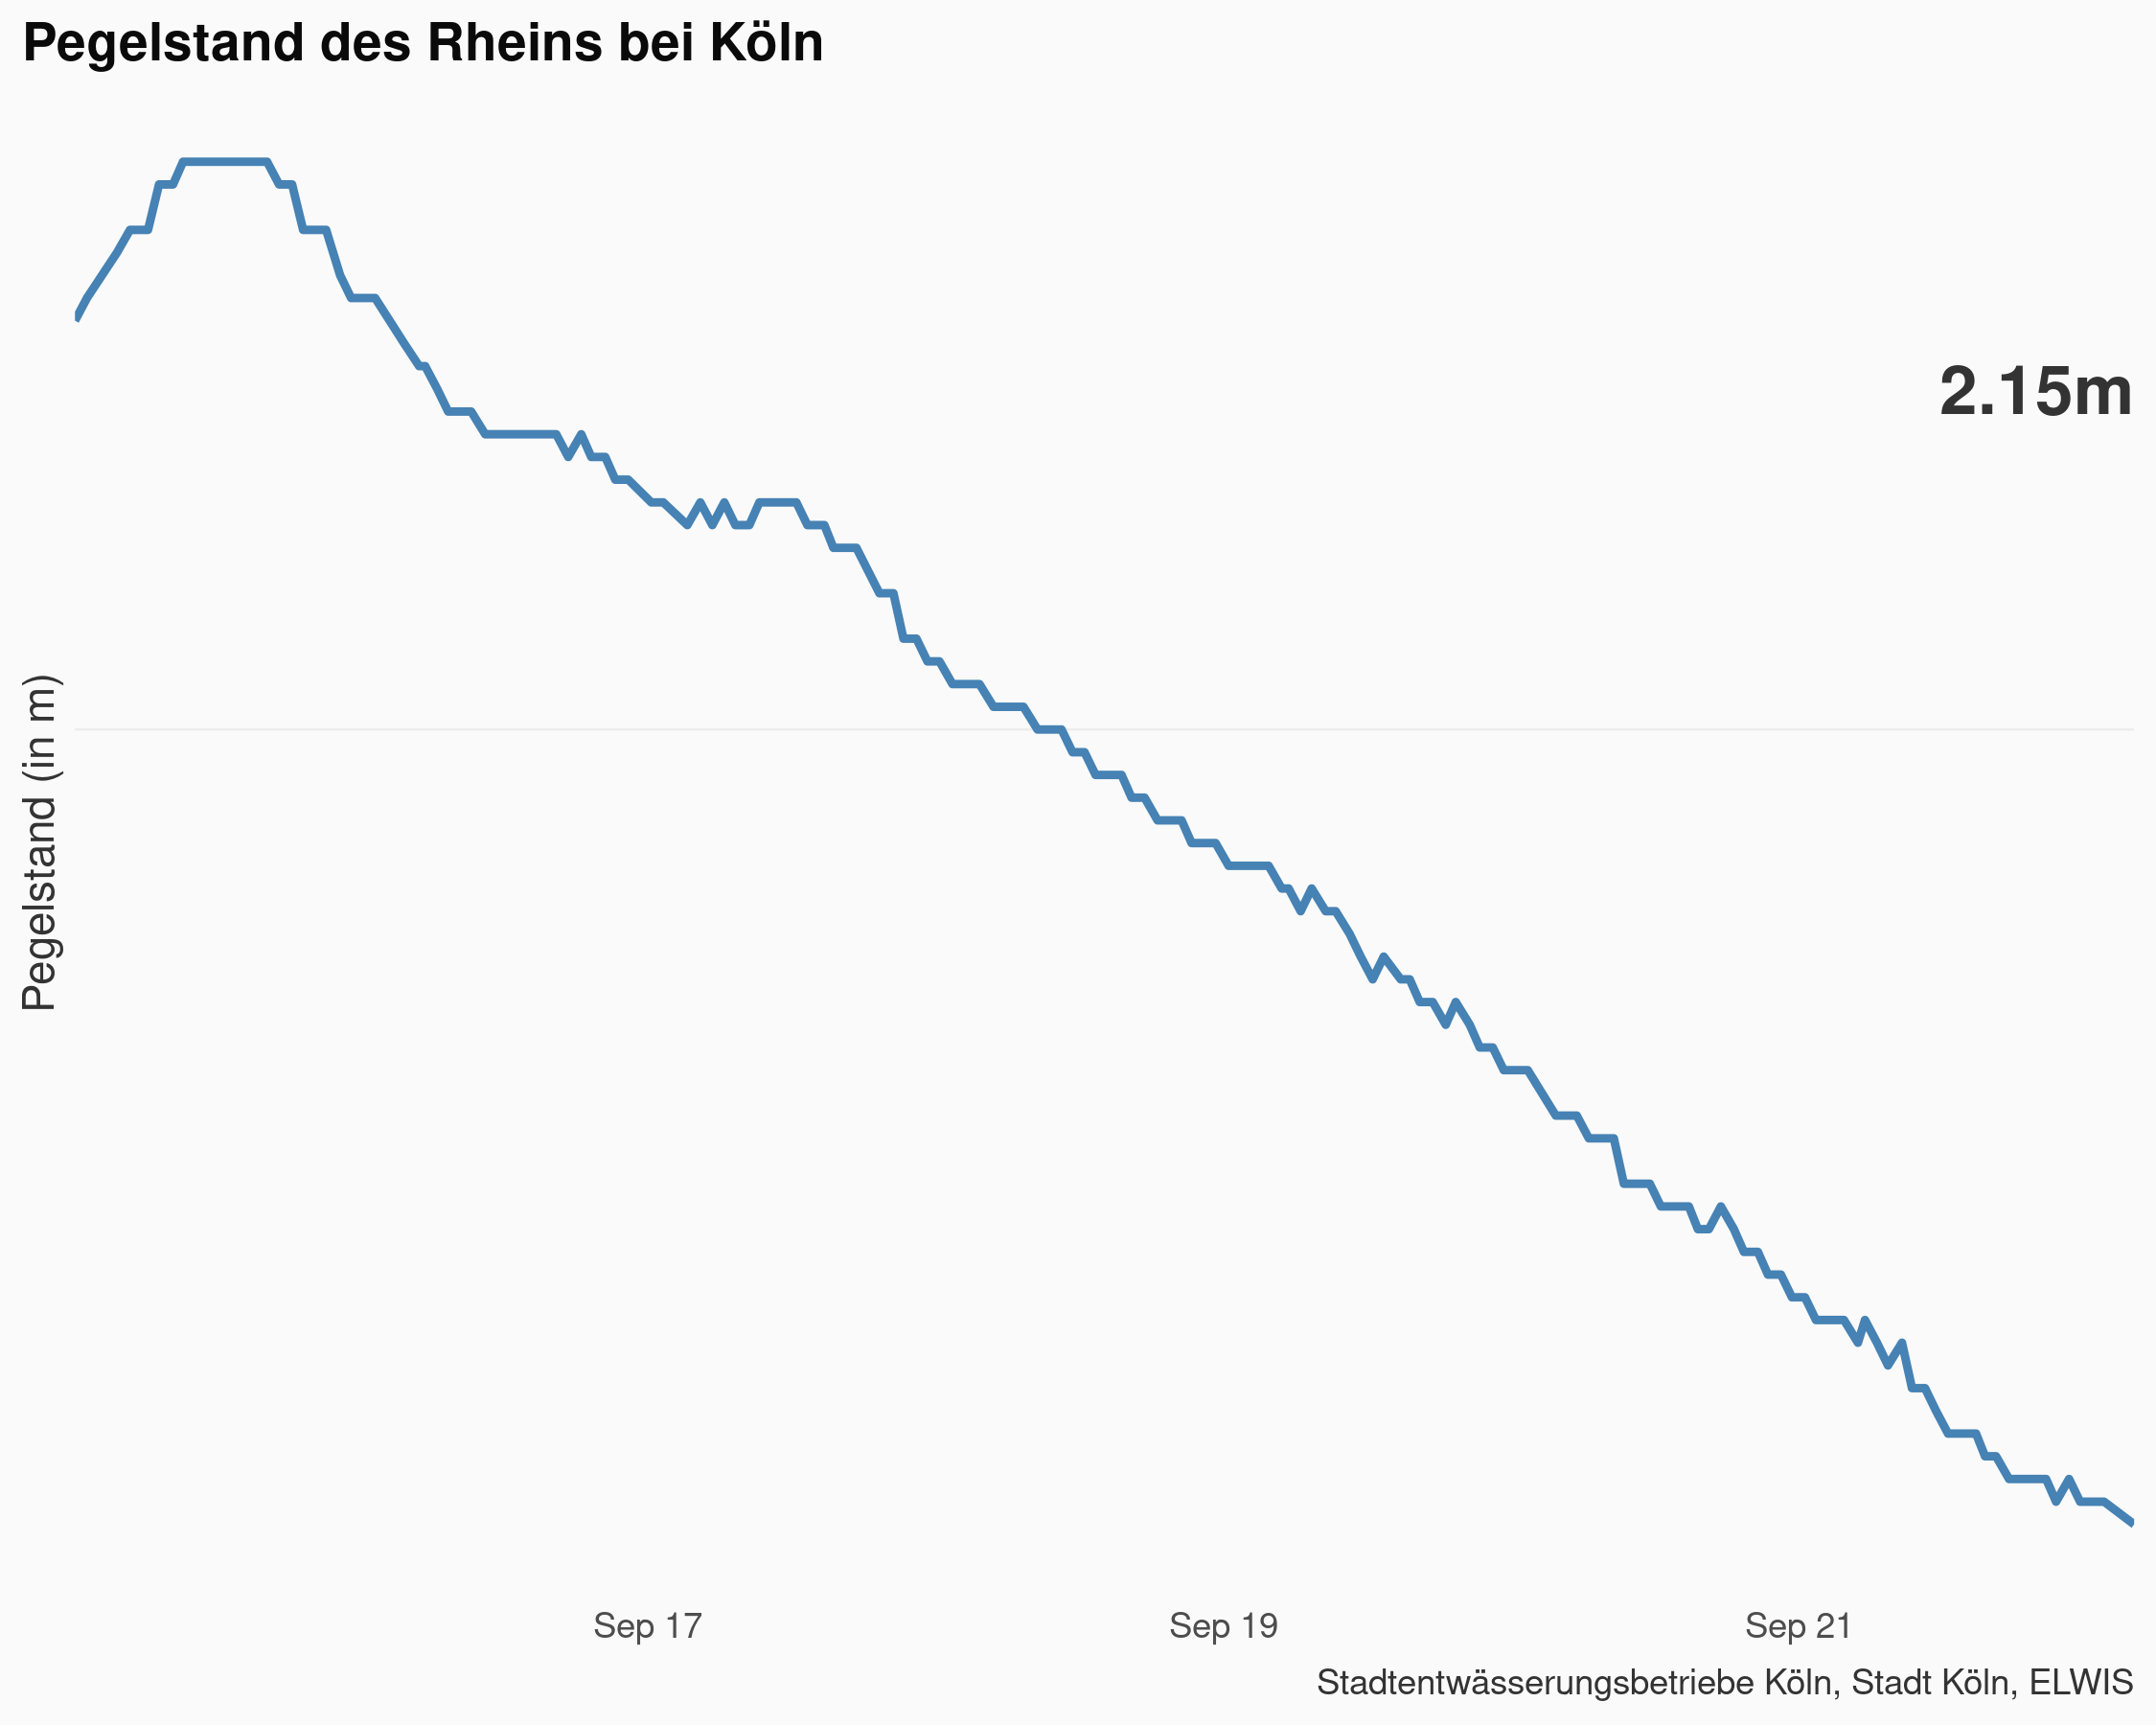 Pegelstand des Rheins bei Köln
2.15m
Pegelstand (in m)
Sep 17
Sep 19
Sep 21
Stadtentwässerungsbetriebe Köln, Stadt Köln, ELWIS